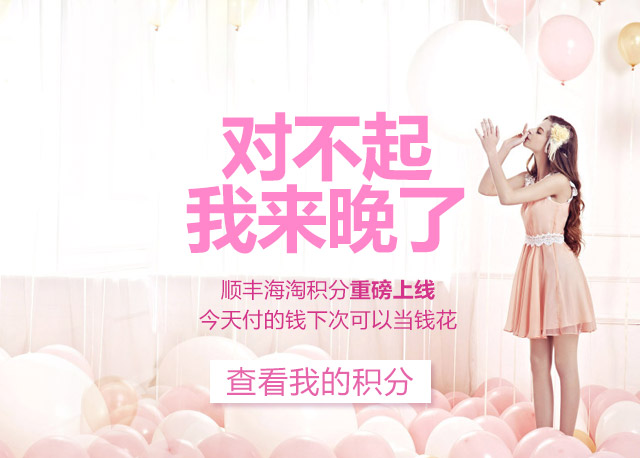 对不起
我来晚了
顺丰海淘积分重磅上线
今天付的钱下次可以当钱花
查看我的积分